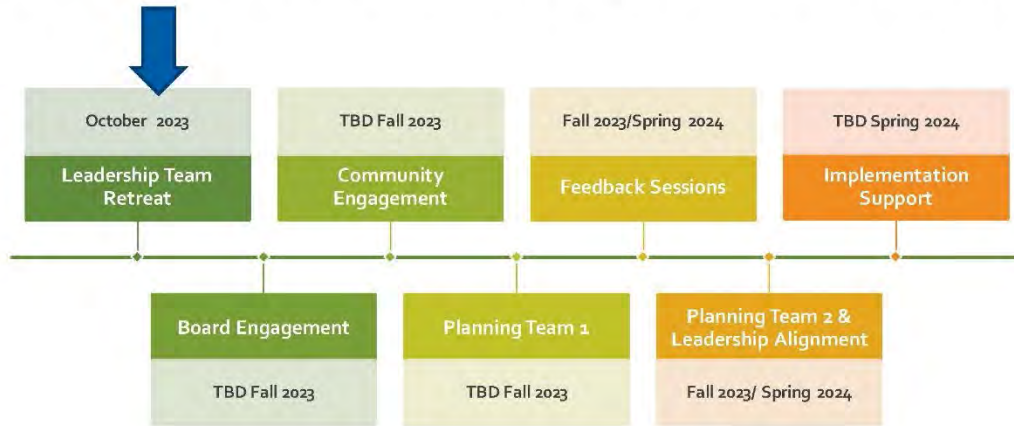 October 2023
Leadership Team
Retreat
TBD Fall 2023
Community
Engagement
Fall 2023/Spring 2024
Feedback Sessions
TBD Spring 2024
Implementation
Support
Board Engagement
TBD Fall 2023
Planning Team 1
TBD Fall 2023
Planning Team 2 &
Leadership Alignment
Fall 2023/ Spring 2024